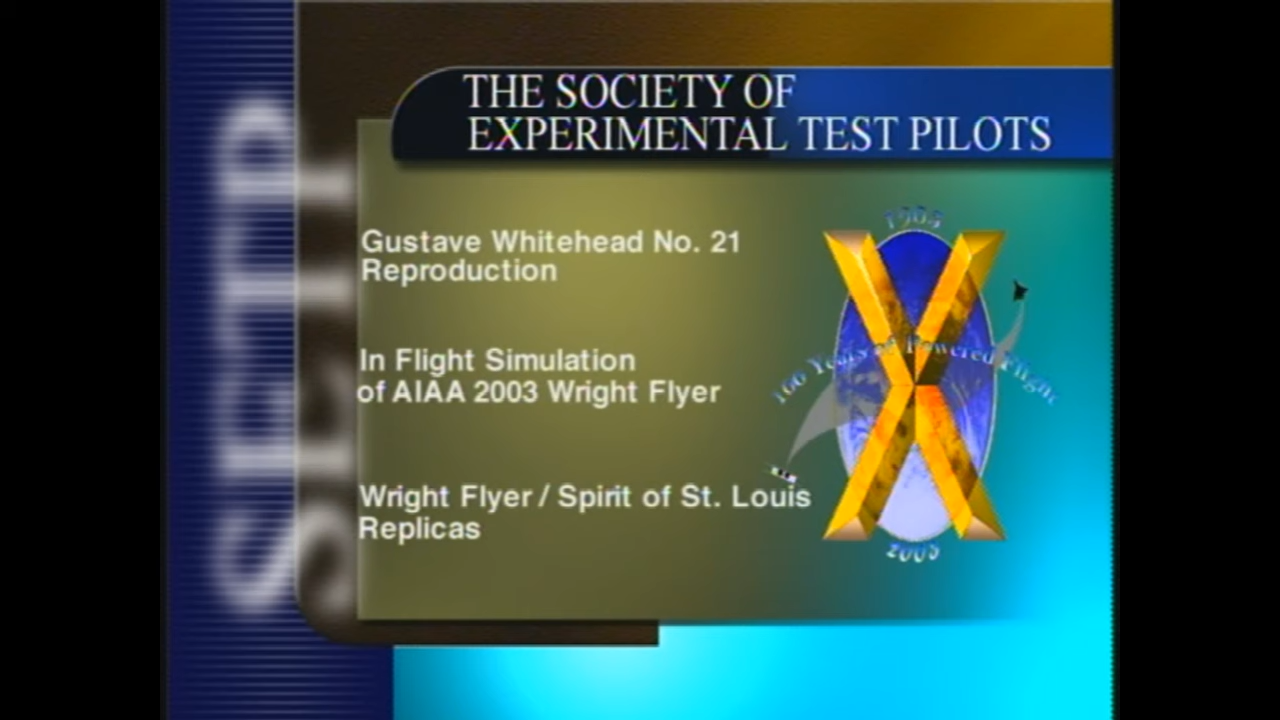 SETP
THE SOCIETY OF
EXPERIMENTAL TEST PILOTS
Gustave Whitehead No. 21
Reproduction
In Flight Simulation
of AIAA 2003 Wright Flyer
Wright Flyer / Spirit of St. Louis
Replicas
1903
100 Years of Powered Flight
2003